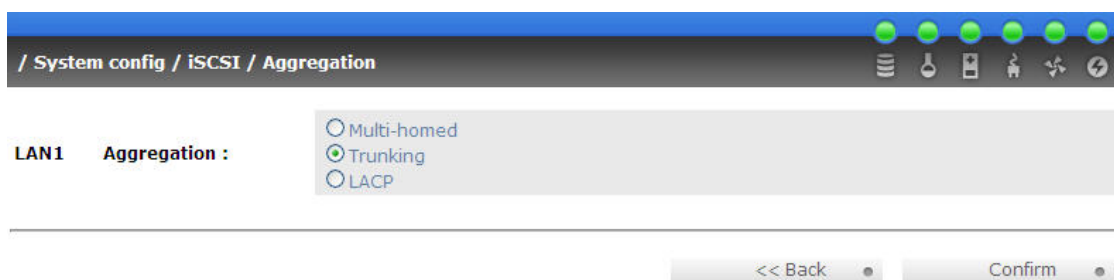 / System config / iSCSI / Aggregation
LAN1 Aggregation :
Multi-homed
Trunking
LACP
<< Back
Confirm